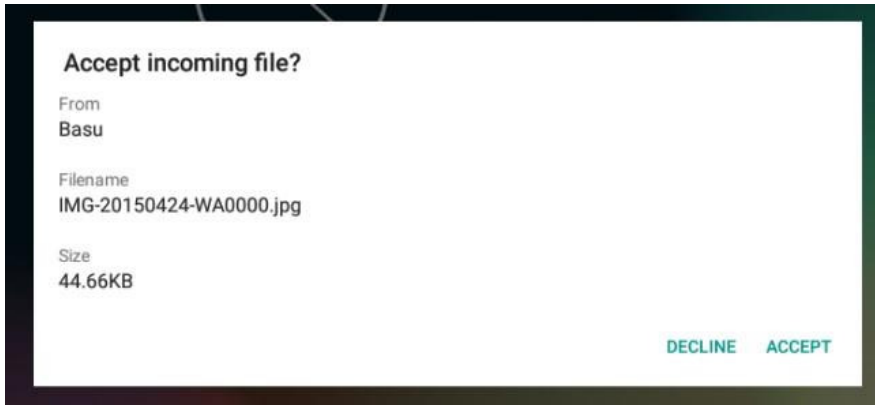 Accept incoming file?
From
Basu
Filename
IMG-20150424-WA0000.jpg
Size
44.66KB
DECLINE ACCEPT